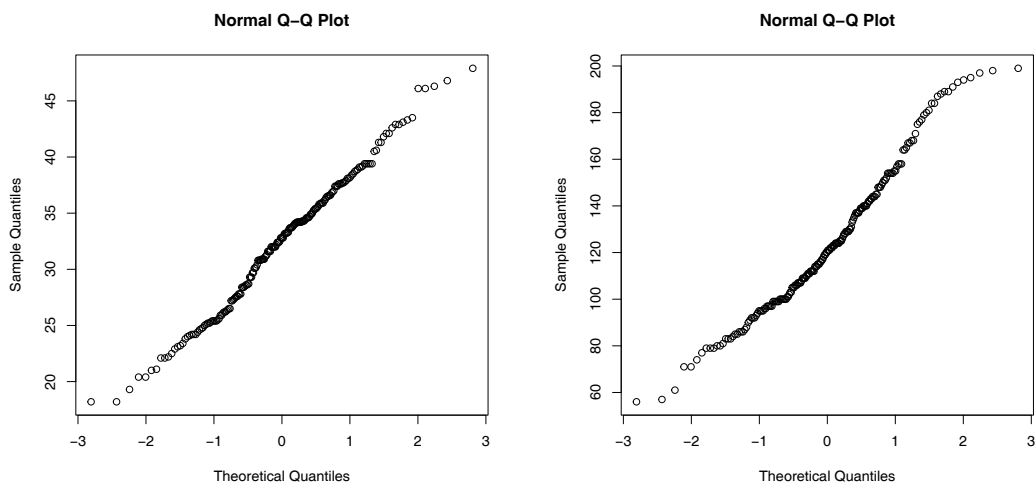 Normal Q−Q Plot
Sample Quantiles
45
40
35
30
25
20
−3 −2 −1 0 1 2 3
Theoretical Quantiles
Normal Q−Q Plot
Sample Quantiles
200
180
160
140
120
100
80
60
−3 −2 −1 0 1 2 3
Theoretical Quantiles